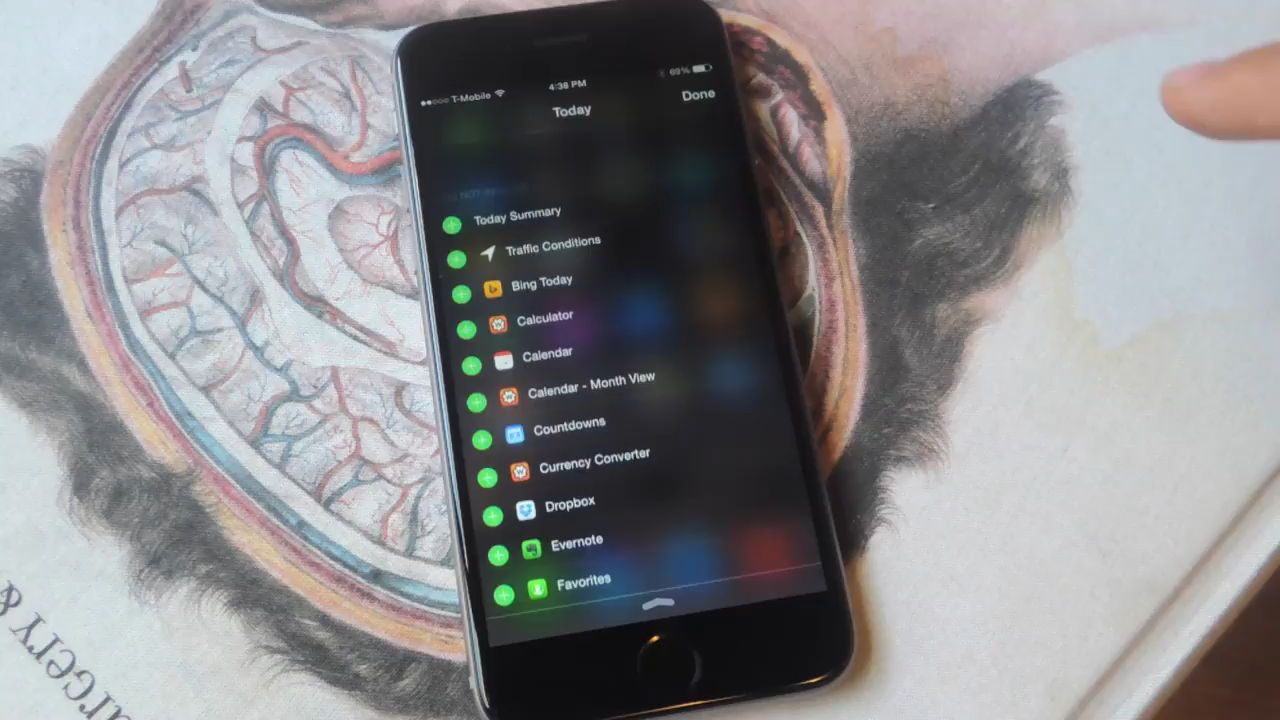 T-Mobile
4:38 PM
69%
Today
Done
Today Summary
Traffic Conditions
Bing Today
Calculator
Calendar
Calendar - Month View
Countdowns
Currency Converter
Dropbox
Evernote
Favorites
urgery &